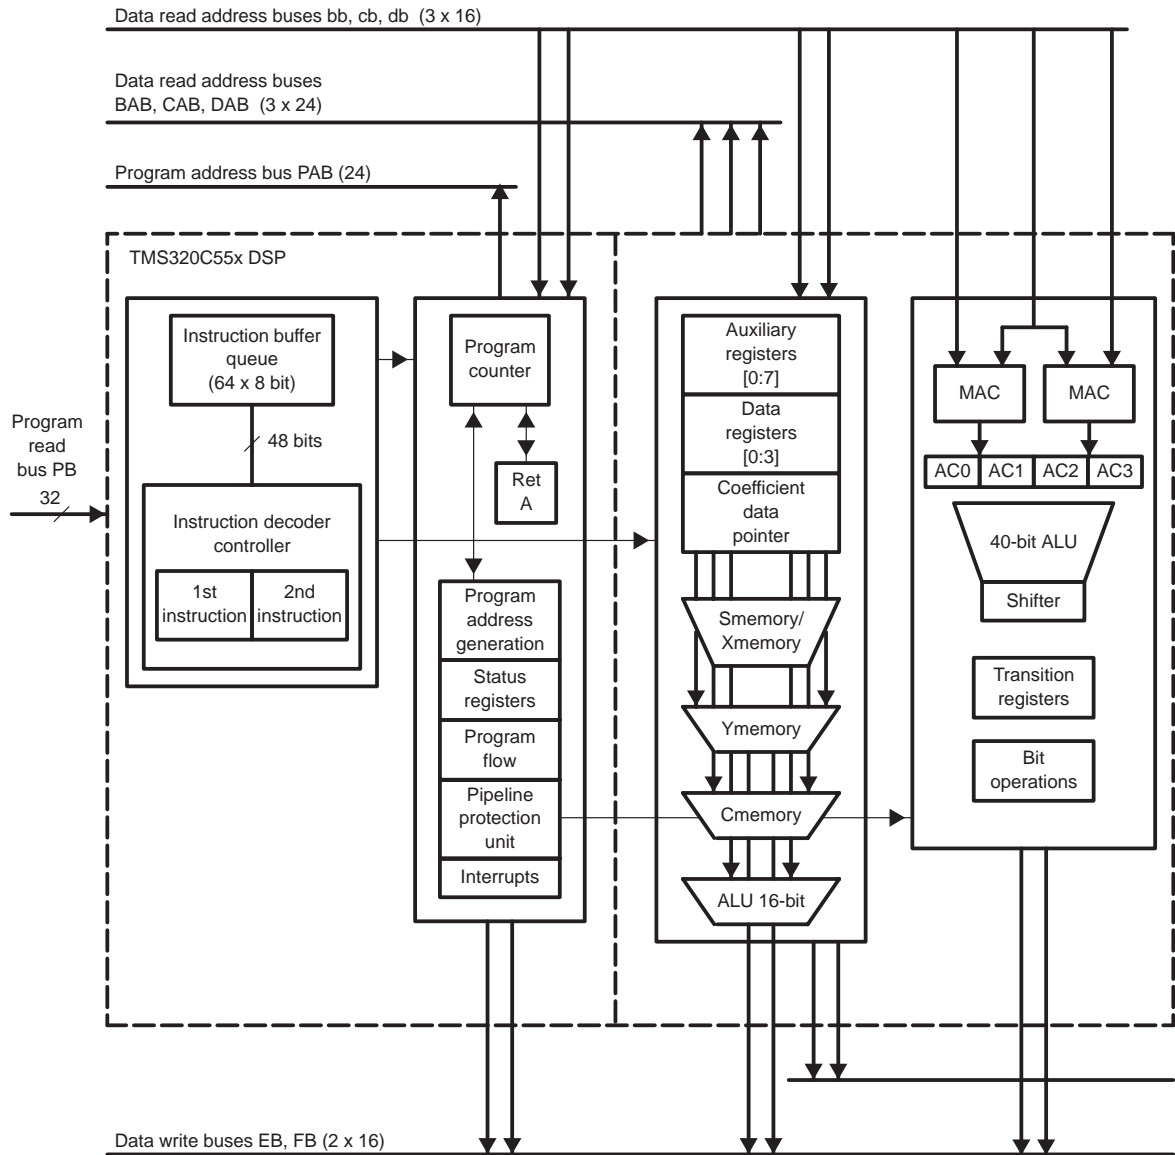 Data read address buses bb, cb, db (3 x 16)
Data read address buses
BAB, CAB, DAB (3 x 24)
Program address bus PAB (24)
TMS320C55x DSP
Program
read
bus PB
32
Instruction buffer
queue
(64 x 8 bit)
48 bits
Instruction decoder
controller
1st
instruction
2nd
instruction
Program
counter
Ret
A
Program
address
generation
Status
registers
Program
flow
Pipeline
protection
unit
Interrupts
Auxiliary
registers
[0:7]
Data
registers
[0:3]
Coefficient
data
pointer
Smemory/
Xmemory
Ymemory
Cmemory
ALU 16-bit
MAC
MAC
AC0
AC1
AC2
AC3
40-bit ALU
Shifter
Transition
registers
Bit
operations
Data write buses EB, FB (2 x 16)